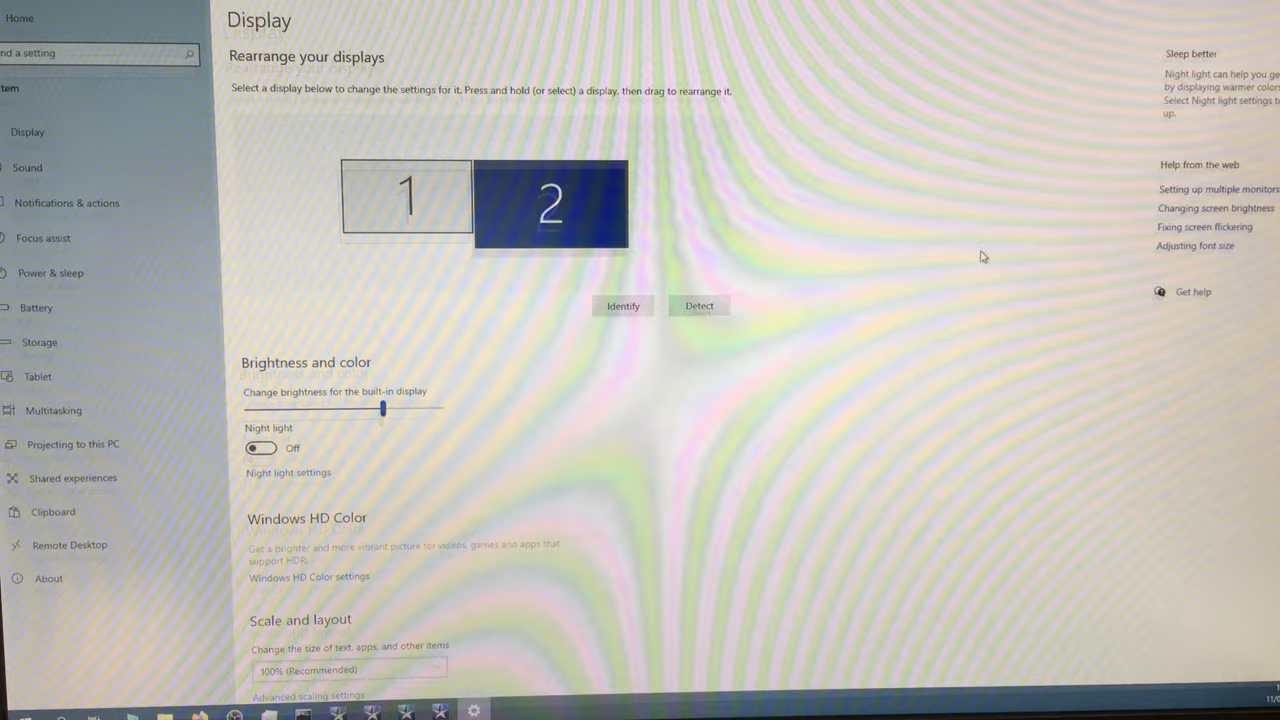 Home
nd a setting
tem
Display
Sound
Notifications & actions
Focus assist
Power & sleep
Battery
Storage
Tablet
Multitasking
Projecting to this PC
Shared experiences
Clipboard
Remote Desktop
About
Display
Rearrange your displays
Select a display below to change the settings for it. Press and hold (or select) a display, then drag to rearrange it.
1 2
Identify Detect
Brightness and color
Change brightness for the built-in display
Night light
Off
Night light settings
Windows HD Color
Get a brighter and more vibrant picture for videos, games and apps that
support HDR.
Windows HD Color settings
Scale and layout
Change the size of text, apps, and other items
100% (Recommended)
Advanced scaling settings
Sleep better
Night light can help you ge
by displaying warmer color
Select Night light settings t
up.
Help from the web
Setting up multiple monitors
Changing screen brightness
Fixing screen flickering
Adjusting font size
Get help